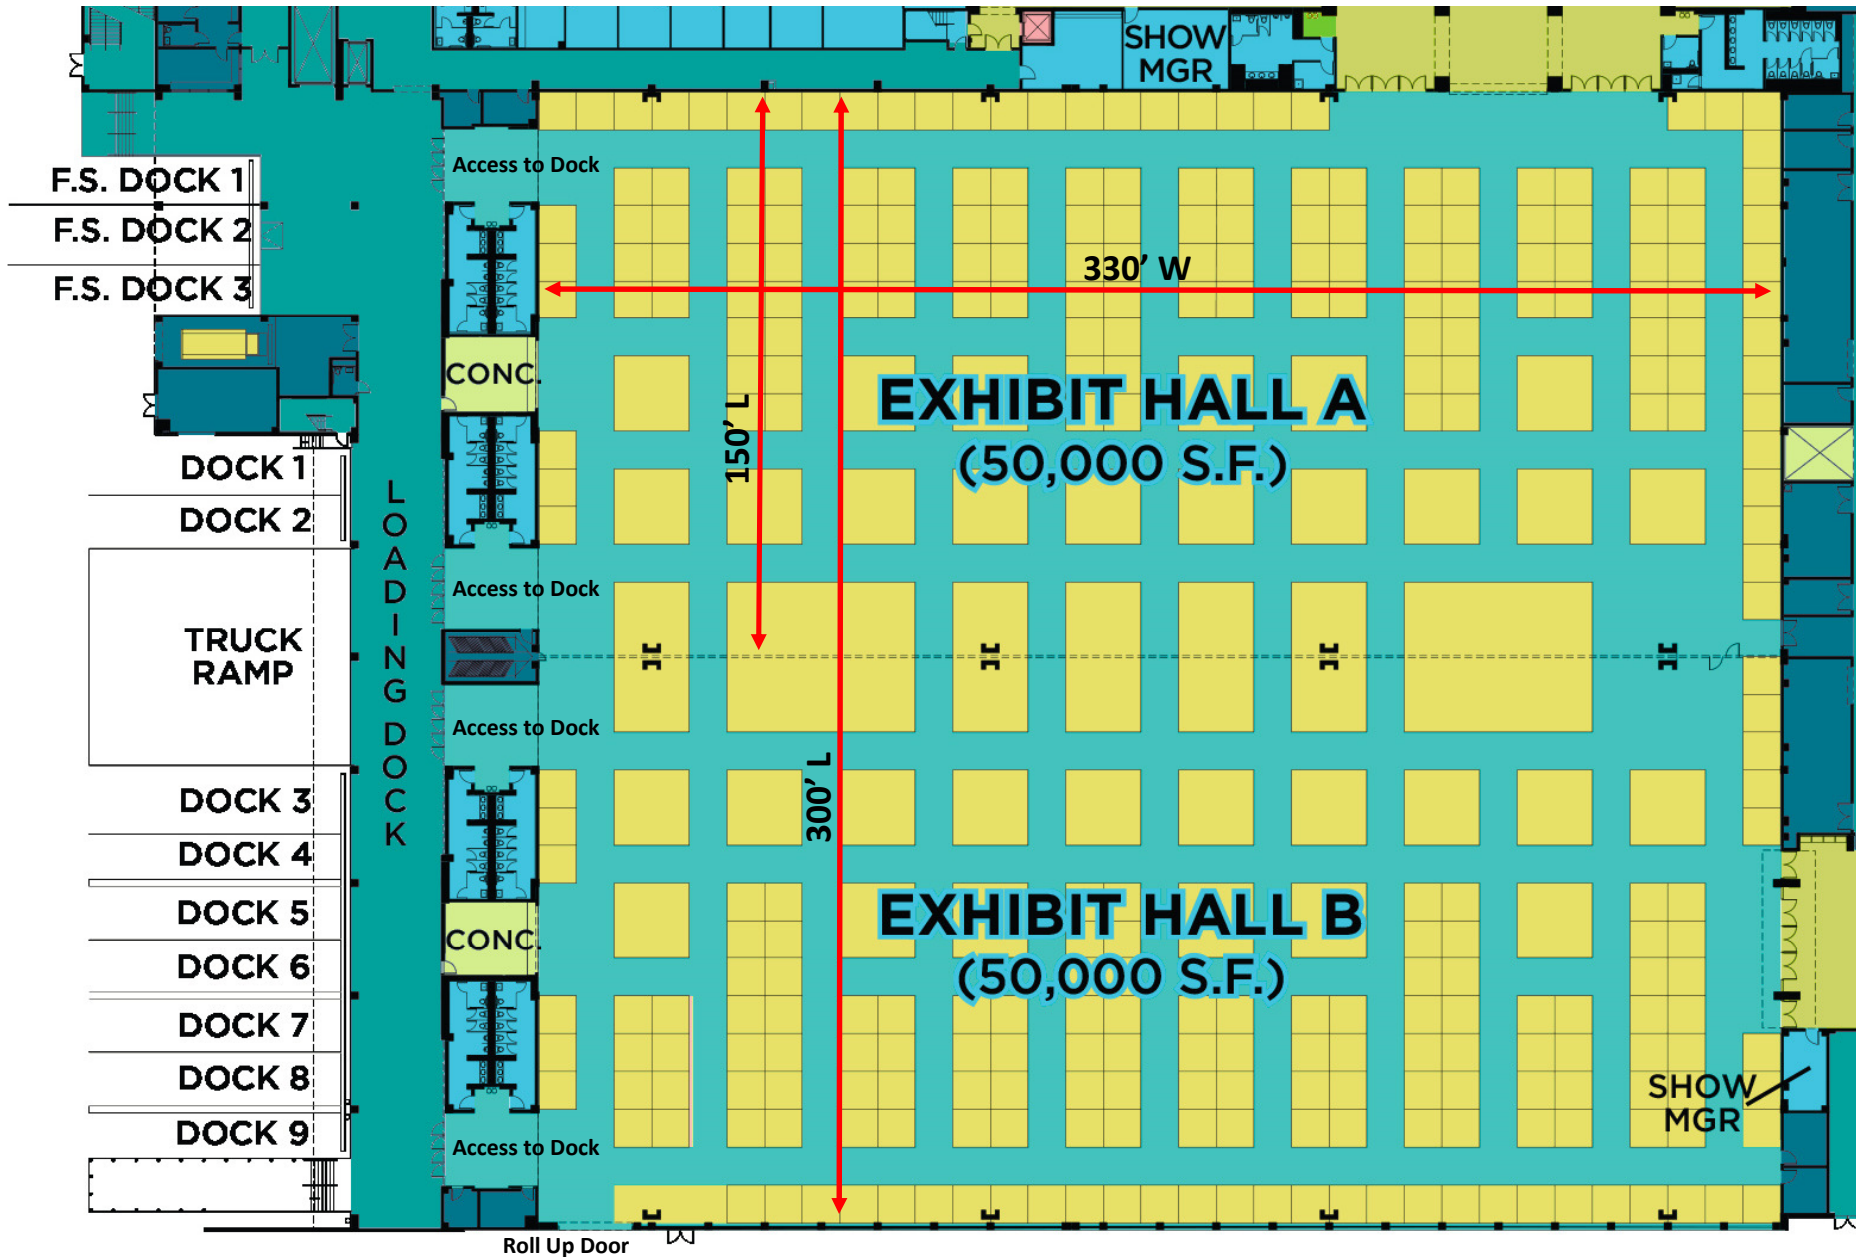 SHOW
MGR
Access to Dock
F.S. DOCK 1
F.S. DOCK 2
F.S. DOCK 3
330' W
CONC.
EXHIBIT HALL A
(50,000 S.F.)
150' L
DOCK 1
DOCK 2
LOADING DOCK
Access to Dock
TRUCK
RAMP
Access to Dock
300' L
DOCK 3
DOCK 4
DOCK 5
DOCK 6
DOCK 7
DOCK 8
DOCK 9
CONC.
EXHIBIT HALL B
(50,000 S.F.)
SHOW
MGR
Access to Dock
Roll Up Door